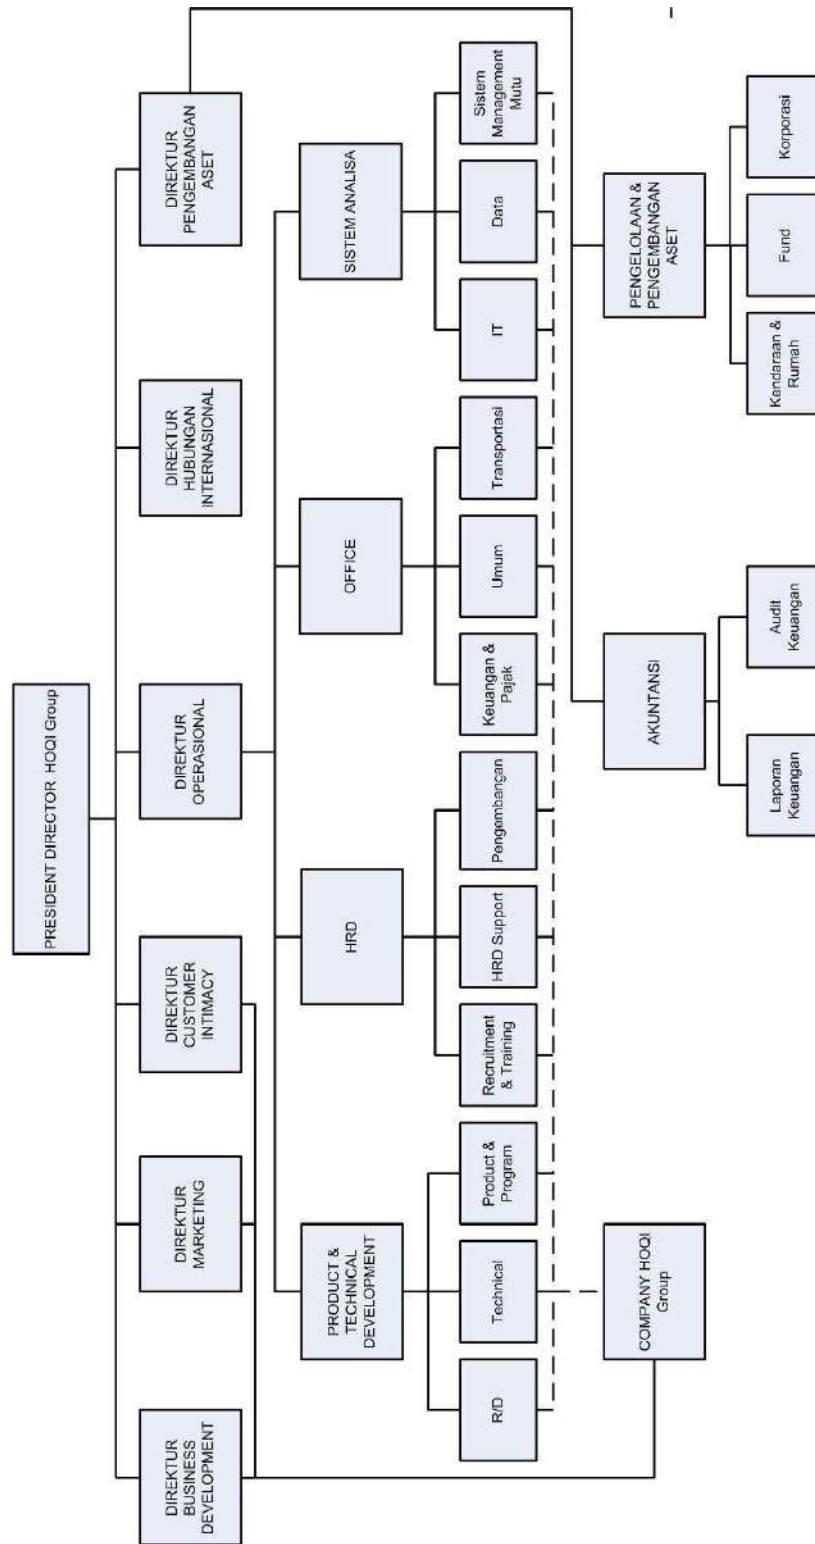 PRESIDENT DIRECTOR HOQI Group
DIREKTUR
BUSINESS
DEVELOPMENT
DIREKTUR
MARKETING
DIREKTUR
CUSTOMER
INTIMACY
DIREKTUR
OPERASIONAL
DIREKTUR
HUBUNGAN
INTERNASIONAL
DIREKTUR
PENGEMBANGAN
ASET
PRODUCT &
TECHNICAL
DEVELOPMENT
HRD
OFFICE
SISTEM ANALISA
R/D
Technical
Product &
Program
Recruitment
& Training
HRD Support
Pengembangan
Keuangan &
Pajak
Umum
Transportasi
IT
Data
Sistem
Management
Mutu
COMPANY HOQI
Group
AKUNTANSI
PENGELOLAAN &
PENGEMBANGAN
ASET
Laporan
Keuangan
Audit
Keuangan
Kendaraan &
Rumah
Fund
Korporasi